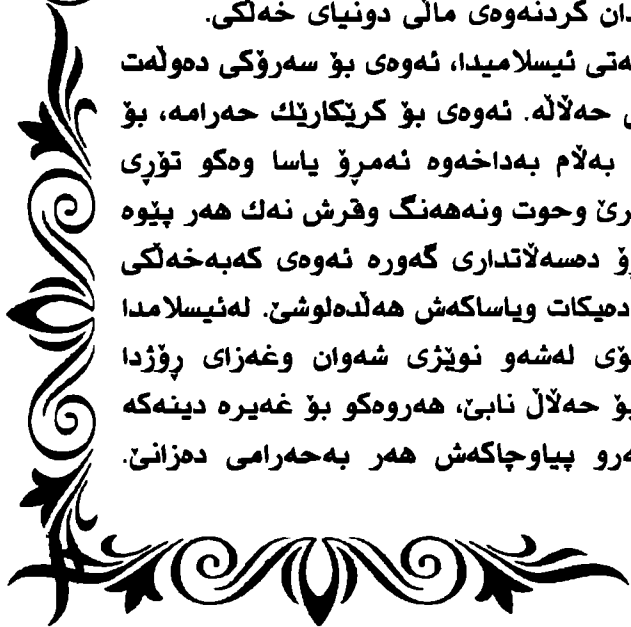 دان کردنەوەی ماڵی دونیای خەڵکی.
ەتی ئیسلامیدا، ئەوەی بۆ سەرۆکی دەوڵەت
حەڵاڵە. ئەوەی بۆ کرێکارێك حەرامە، بۆ
بەڵام بەداخەوە ئەمڕۆ یاسا وەکو تۆڕی
رێ وحوت ونەهەنگ وقرش نەك هەر پێوە
ۆ دەسەڵاتداری گەورە ئەوەی کەبەخەڵکی
دەیکات ویاساکەش هەڵدەلوشێ. لەئیسلامدا
ۆی لەشەو نوێژی شەوان وغەزای ڕۆژدا
بۆ حەڵاڵ نابێ، هەروەکو بۆ غەیرە دینەکە
ەرو پیاوچاکەش هەر بەحەرامی دەزانێ.